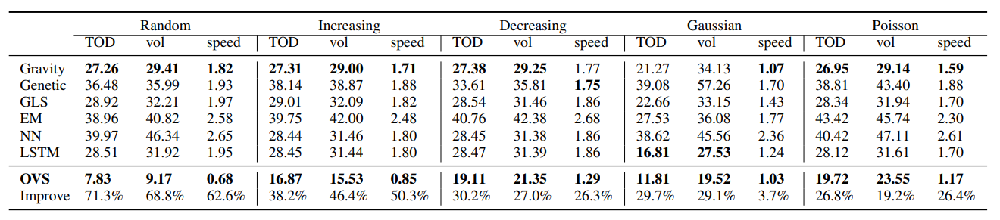 Random Increasing Decreasing Gaussian Poisson
TOD vol speed TOD vol speed TOD vol speed TOD vol speed TOD vol speed
Gravity 27.26 29.41 1.82 27.31 29.00 1.71 27.38 29.25 1.77 21.27 34.13 1.07 26.95 29.14 1.59
Genetic 36.48 35.99 1.93 38.14 38.87 1.88 33.61 35.81 1.75 39.08 57.26 1.70 38.81 43.40 1.88
GLS 28.92 32.21 1.97 29.01 32.09 1.82 28.54 31.46 1.86 22.66 33.15 1.43 28.34 31.94 1.70
EM 38.96 40.82 2.58 39.75 42.00 2.48 40.76 42.38 2.68 27.53 36.08 1.77 43.42 45.74 2.30
NN 39.97 46.34 2.65 28.44 31.46 1.80 28.45 31.38 1.86 38.62 45.56 2.36 40.42 47.11 2.61
LSTM 28.51 31.92 1.95 28.45 31.44 1.80 28.47 31.39 1.86 16.81 27.53 1.24 28.12 31.61 1.70
OVS 7.83 9.17 0.68 16.87 15.53 0.85 19.11 21.35 1.29 11.81 19.52 1.03 19.72 23.55 1.17
Improve 71.3% 68.8% 62.6% 38.2% 46.4% 50.3% 30.2% 27.0% 26.3% 29.7% 29.1% 3.7% 26.8% 19.2% 26.4%